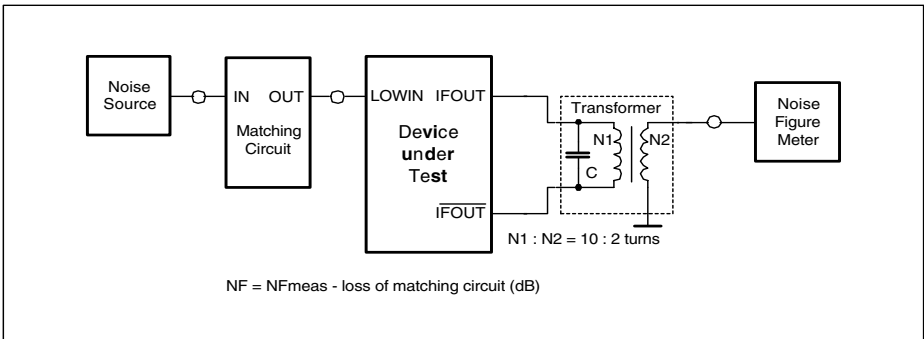 Noise
Source
IN OUT
Matching
Circuit
LOWIN IFOUT
Device
under
Test
IFOUT
Transformer
N1 N2
C
N1 : N2 = 10 : 2 turns
Noise
Figure
Meter
NF = NFmeas - loss of matching circuit (dB)